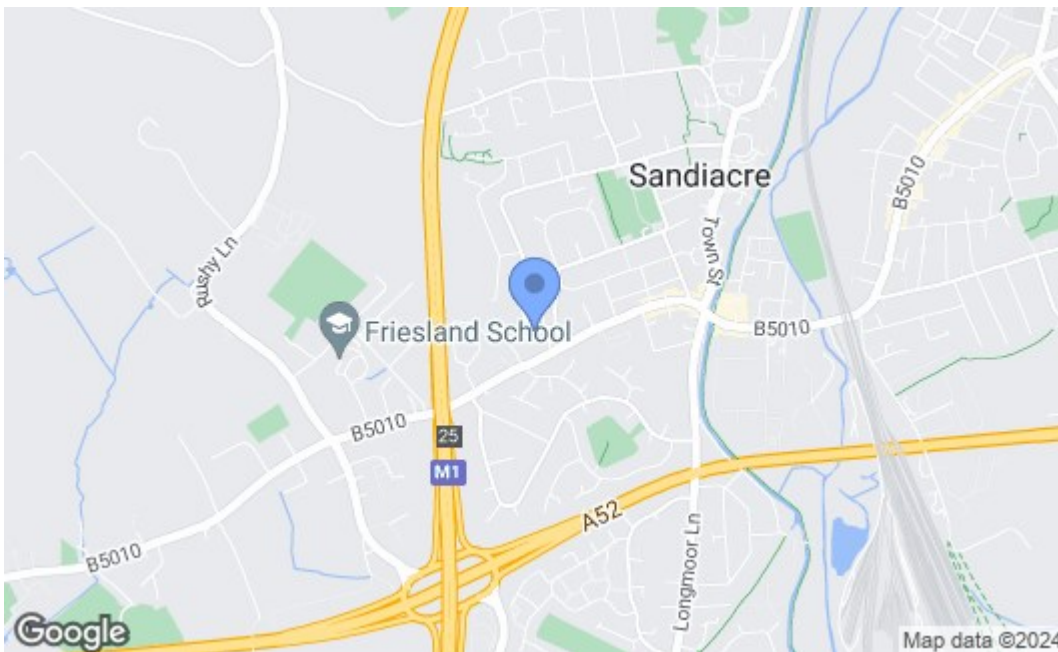 Sandiacre
B5010
Town St
Rushy Ln
Friesland School
B5010
B5010
25
M1
A52
B5010
Longmoor Ln
Google
Map data ©2024